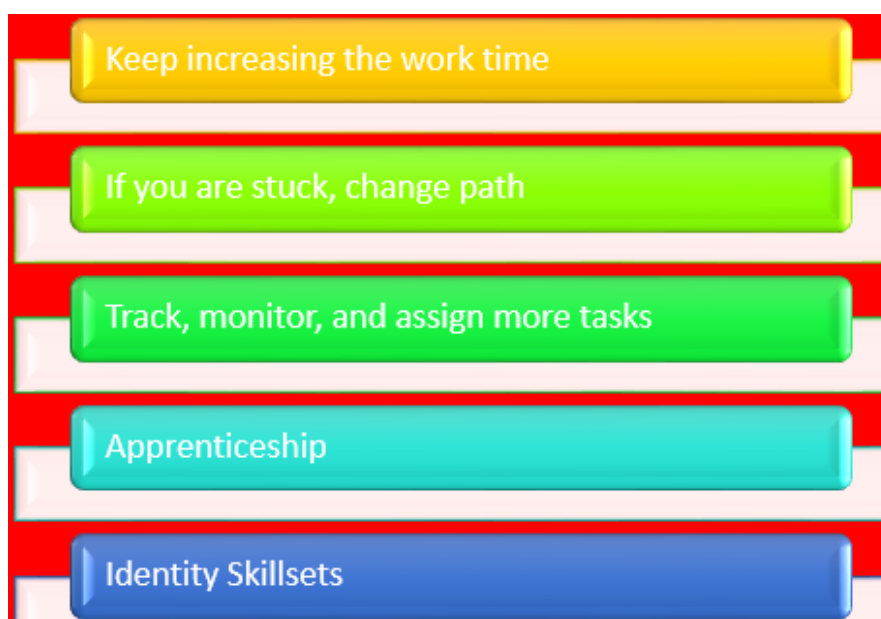 Keep increasing the work time
If you are stuck, change path
Track, monitor, and assign more tasks
Apprenticeship
Identity Skillsets